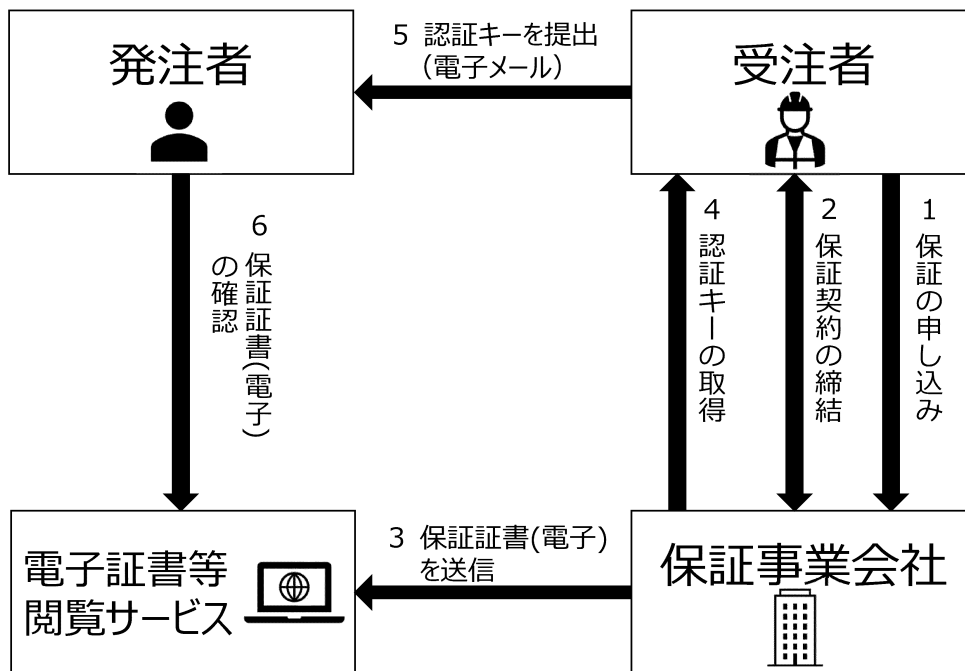 発注者
5 認証キーを提出
(電子メール)
受注者
6 保証証書(電子)
の確認
4 認証キーの取得
2 保証契約の締結
1 保証の申し込み
電子証書等
閲覧サービス
3 保証証書(電子)
を送信
保証事業会社